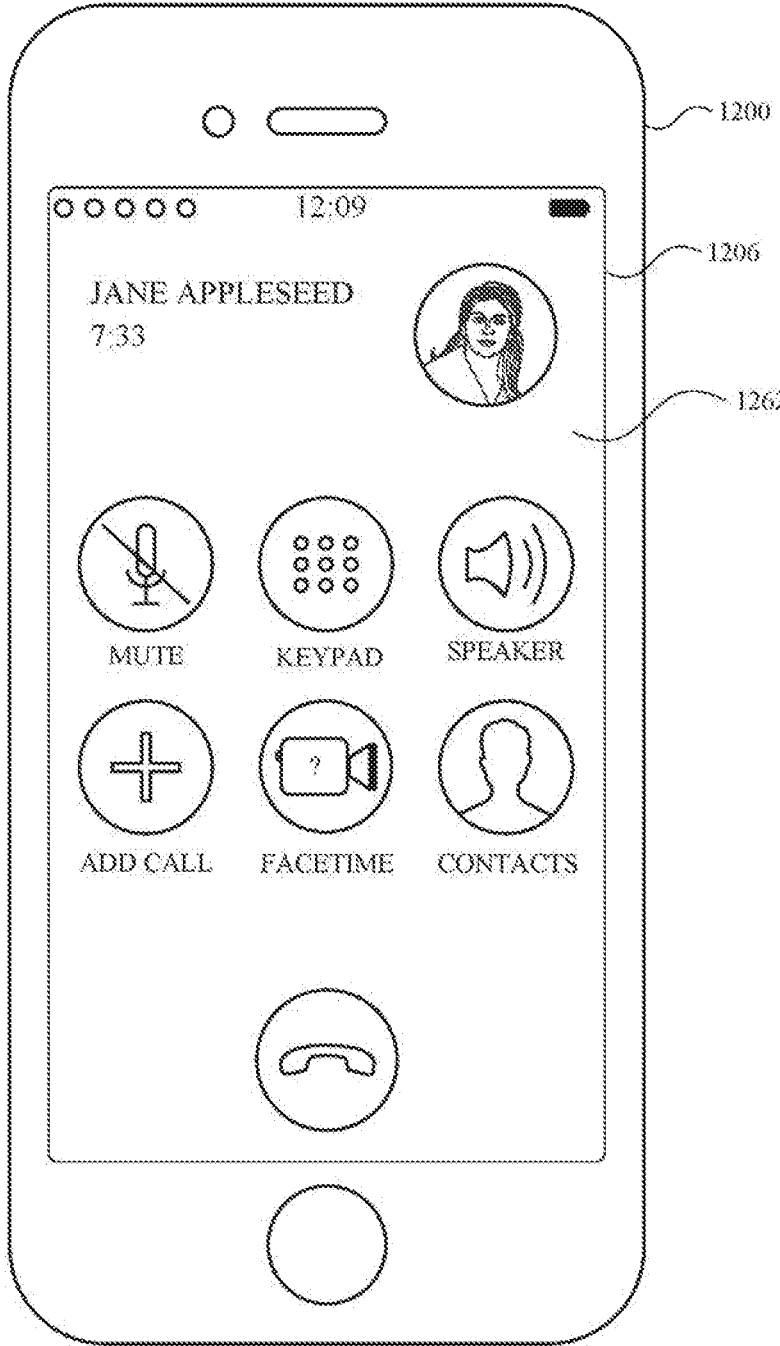 1200
12:09
1206
JANE APPLESEED
7:33
MUTE
KEYPAD
SPEAKER
?
ADD CALL
FACETIME
CONTACTS